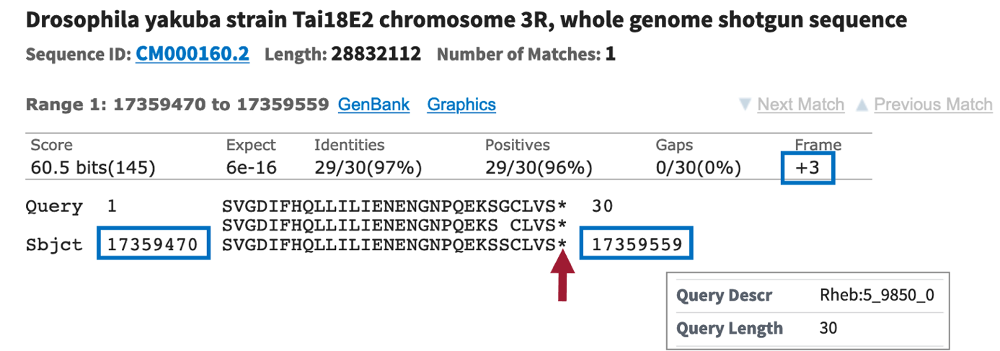 Drosophila yakuba strain Tai18E2 chromosome 3R, whole genome shotgun sequence
Sequence ID: CM000160.2 Length: 28832112 Number of Matches: 1
Range 1: 17359470 to 17359559 GenBank Graphics ▼ Next Match ▲ Previous Match
Score Expect Identities Positives Gaps Frame
60.5 bits(145) 6e-16 29/30(97%) 29/30(96%) 0/30(0%) +3
Query 1 SVGDIFHQLLILIENENGNPQEKSGCLVS* 30
SVGDIFHQLLILIENENGNPQEKS CLVS*
Sbjct 17359470 SVGDIFHQLLILIENENGNPQEKSSCLVS* 17359559
Query Descr Rheb:5_9850_0
Query Length 30